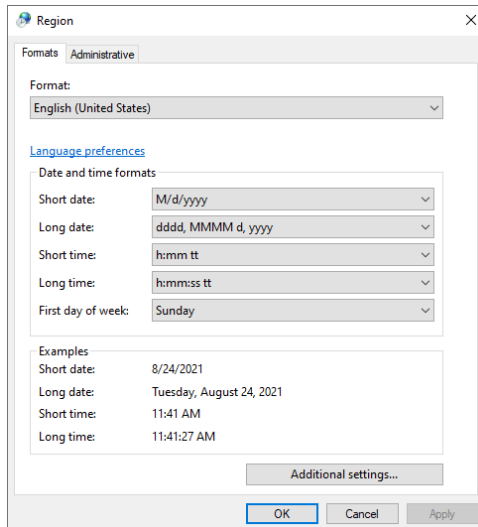 Region
Formats Administrative
Format:
English (United States)
Language preferences
Date and time formats
Short date: M/d/yyyy
Long date: dddd, MMMM d, yyyy
Short time: h:mm tt
Long time: h:mm:ss tt
First day of week: Sunday
Examples
Short date: 8/24/2021
Long date: Tuesday, August 24, 2021
Short time: 11:41 AM
Long time: 11:41:27 AM
Additional settings...
OK Cancel Apply